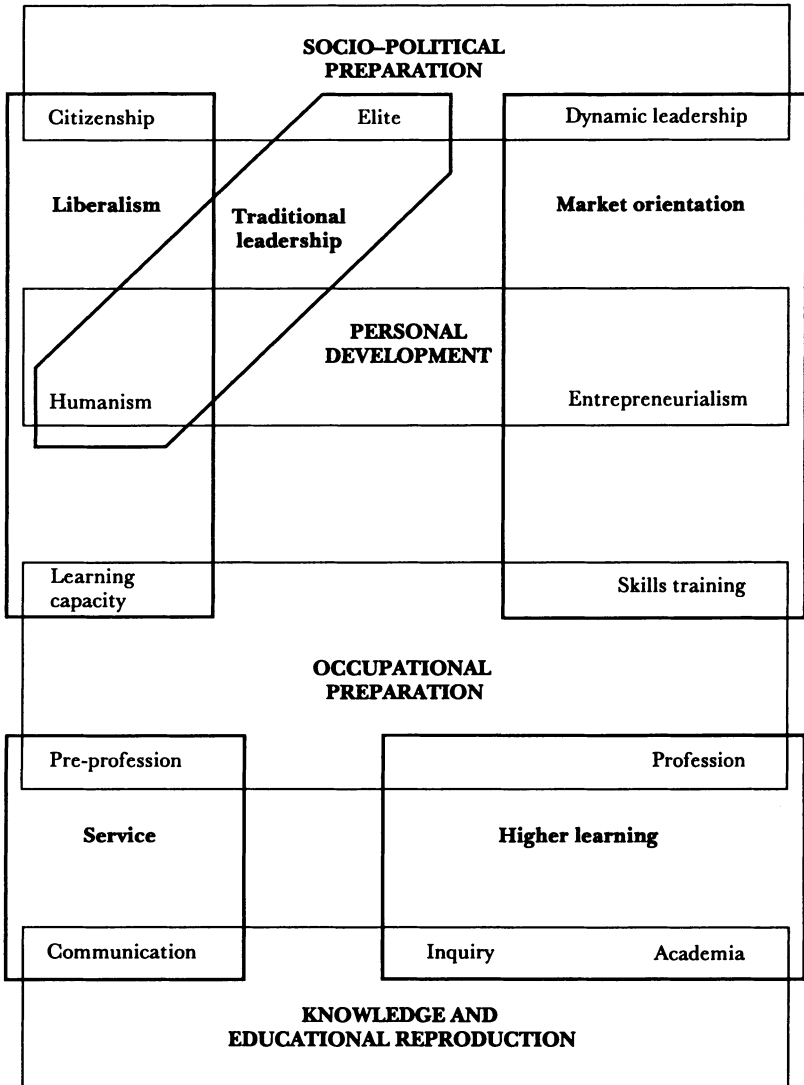 SOCIO–POLITICAL
PREPARATION
Citizenship
Elite
Dynamic leadership
Liberalism
Traditional
leadership
Market orientation
PERSONAL
DEVELOPMENT
Humanism
Entrepreneurialism
Learning
capacity
Skills training
OCCUPATIONAL
PREPARATION
Pre-profession
Profession
Service
Higher learning
Communication
Inquiry
Academia
KNOWLEDGE AND
EDUCATIONAL REPRODUCTION